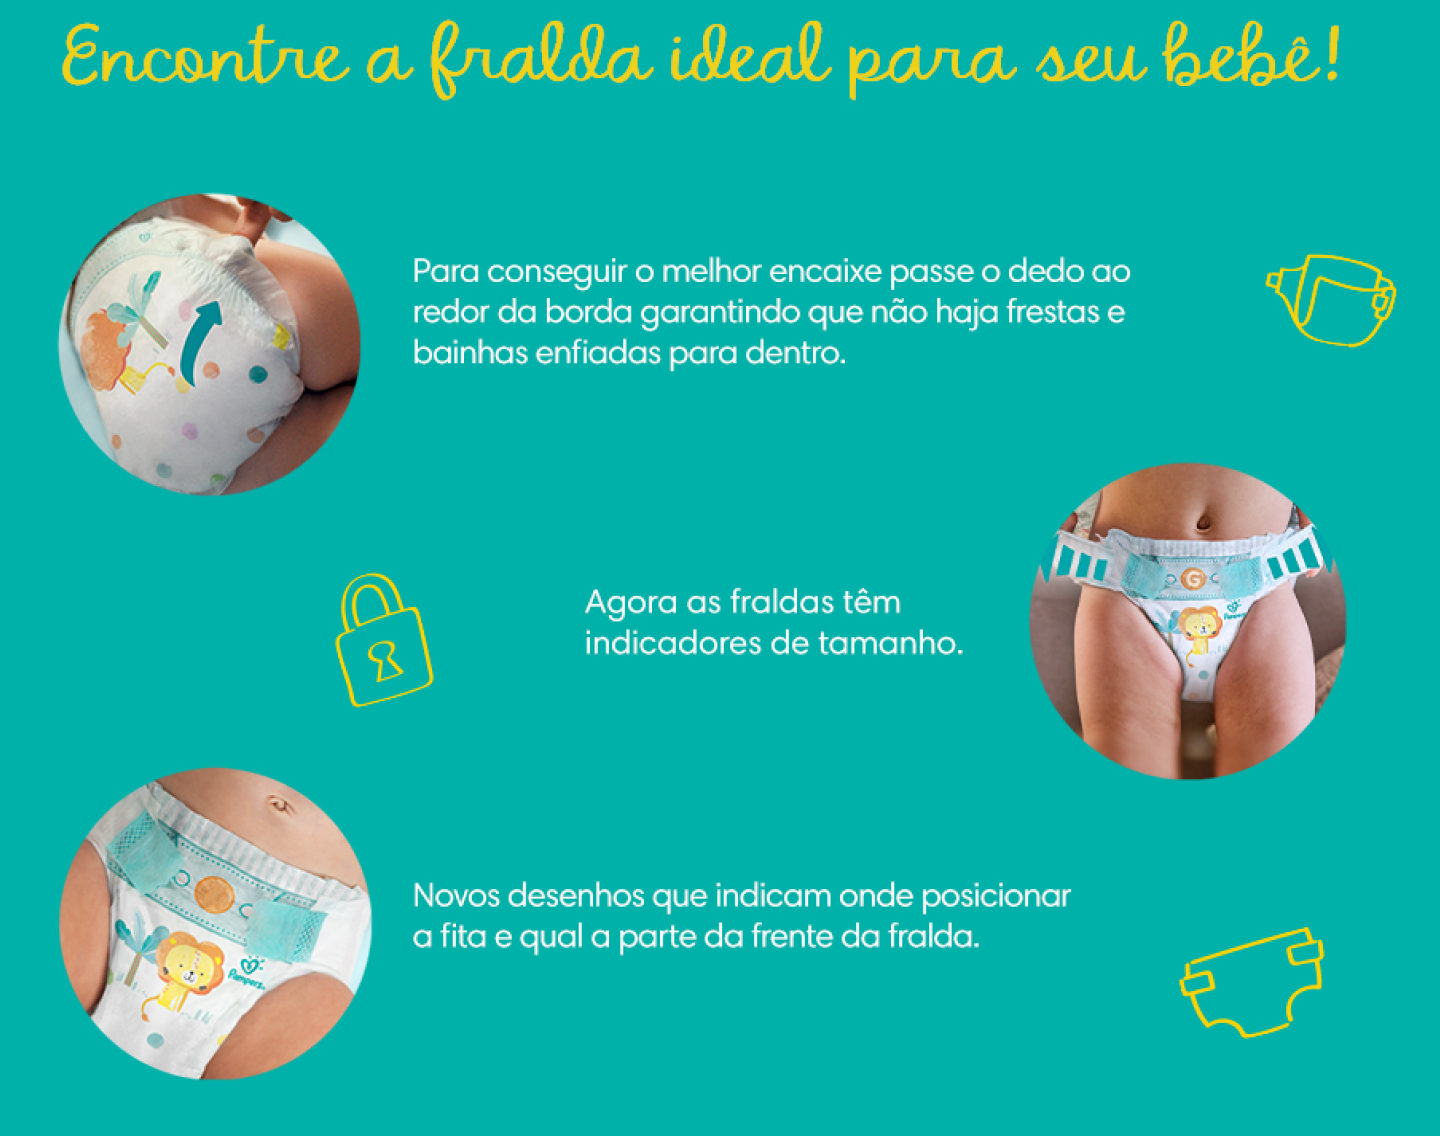 Encontre a fralda ideal para seu bebê!
Para conseguir o melhor encaixe passe o dedo ao
redor da borda garantindo que não haja frestas e
bainhas enfiadas para dentro.
Agora as fraldas têm
indicadores de tamanho.
G
Pampers
Novos desenhos que indicam onde posicionar
a fita e qual a parte da frente da fralda.
Pampers